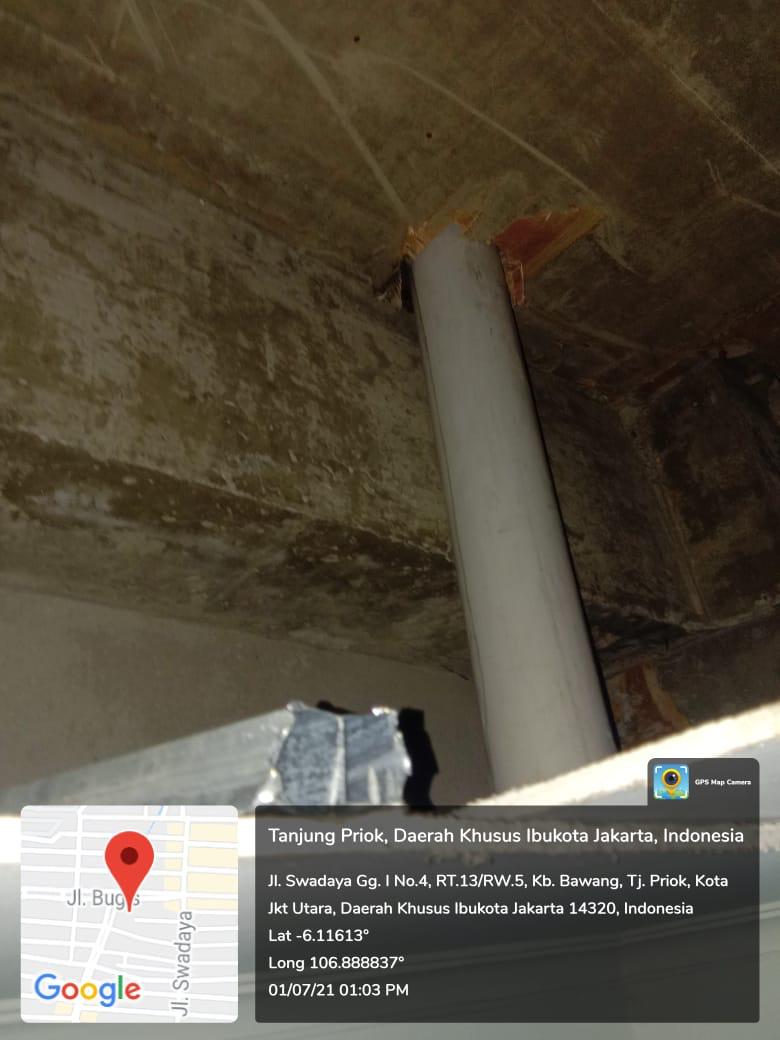 GPS Map Camera
Tanjung Priok, Daerah Khusus Ibukota Jakarta, Indonesia
Jl. Swadaya Gg. I No.4, RT.13/RW.5, Kb. Bawang, Tj. Priok, Kota
Jkt Utara, Daerah Khusus Ibukota Jakarta 14320, Indonesia
Lat -6.11613°
Long 106.888837°
01/07/21 01:03 PM
Jl. Bugis
Jl. Swadaya
Google